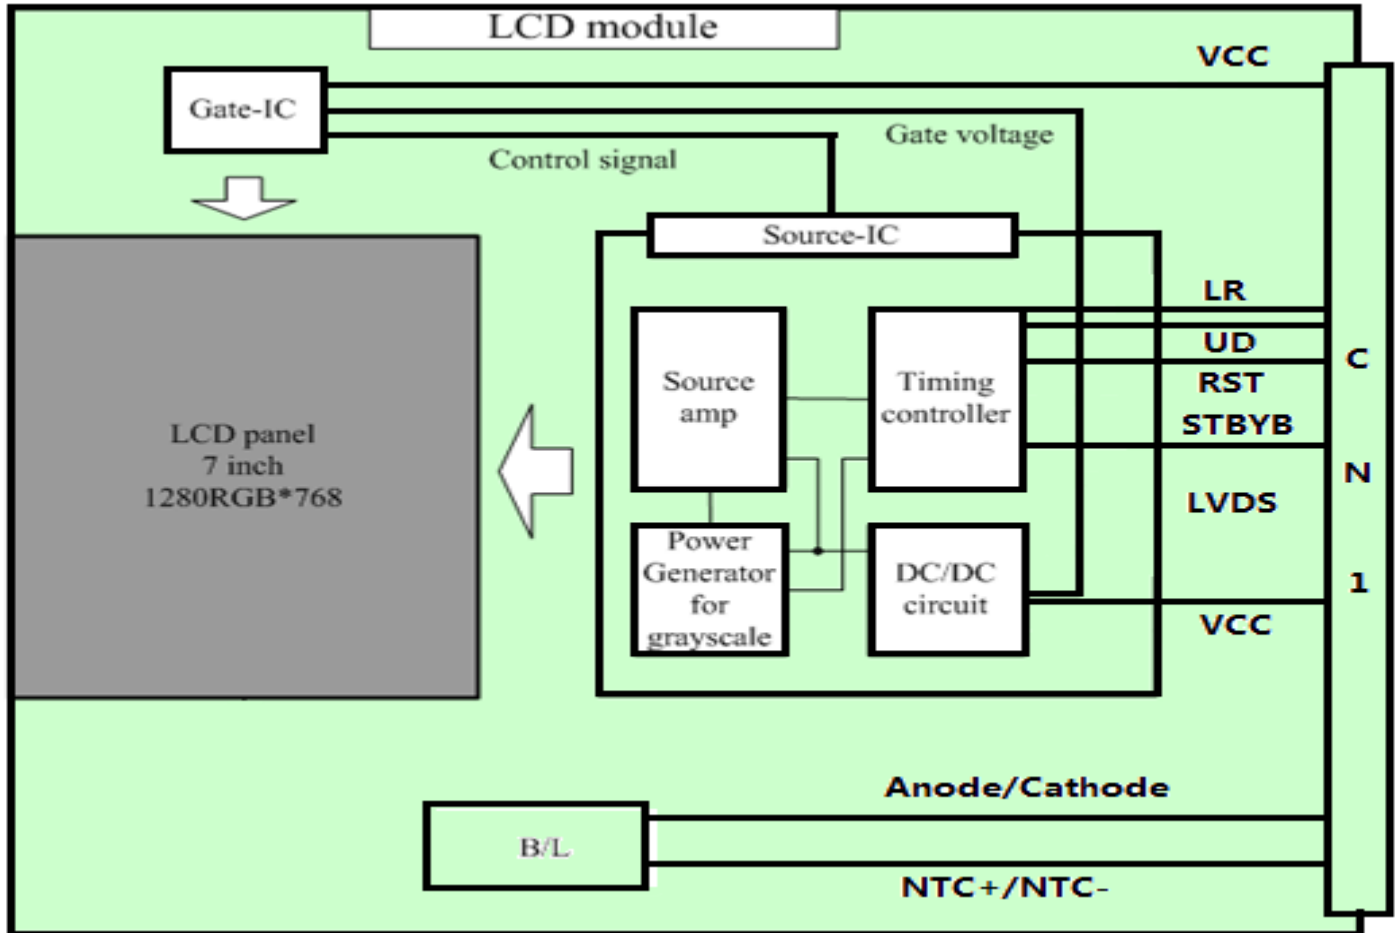 LCD module
VCC
Gate-IC
Gate voltage
Control signal
Source-IC
LR
UD
RST
STBYB
LVDS
VCC
C
N
1
Source
amp
Timing
controller
LCD panel
7 inch
1280RGB*768
Power
Generator
for
grayscale
DC/DC
circuit
Anode/Cathode
B/L
NTC+/NTC-